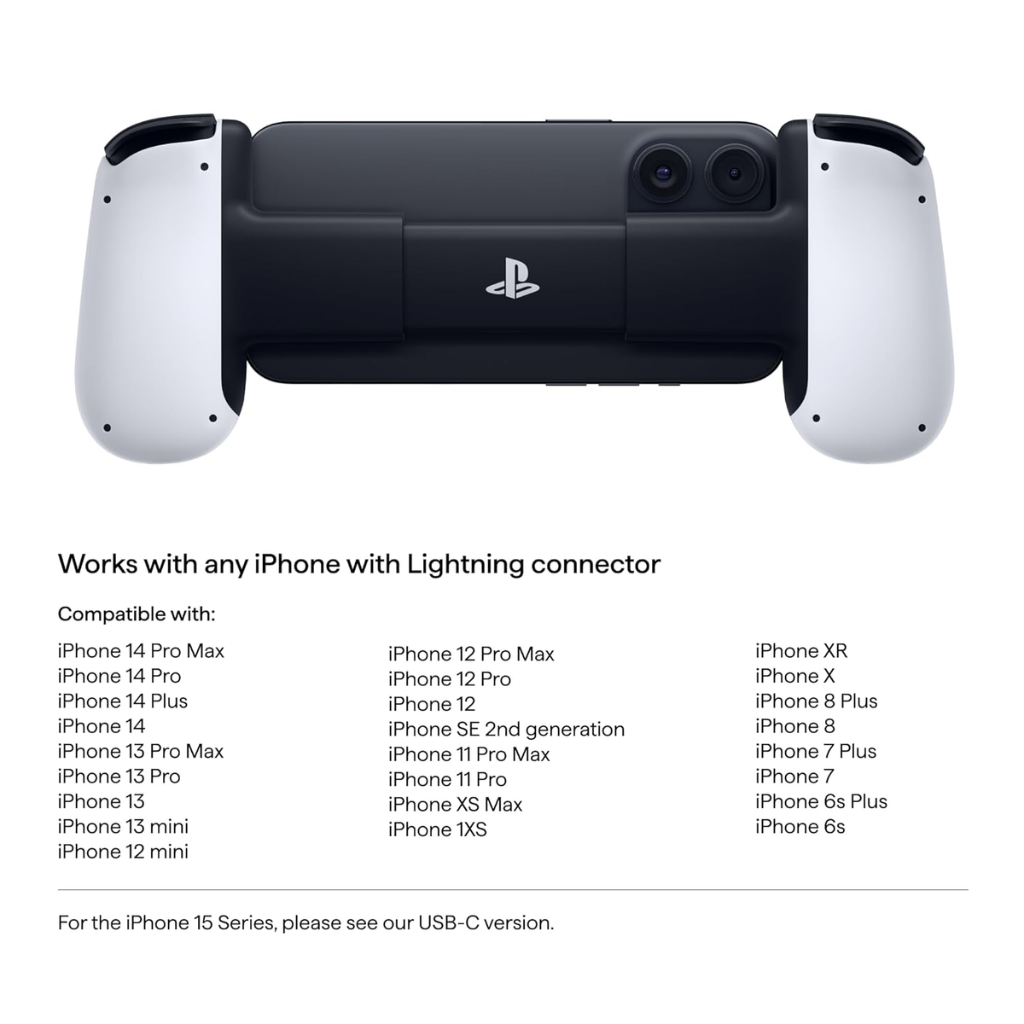 Works with any iPhone with Lightning connector
Compatible with:
iPhone 14 Pro Max
iPhone 14 Pro
iPhone 14 Plus
iPhone 14
iPhone 13 Pro Max
iPhone 13 Pro
iPhone 13
iPhone 13 mini
iPhone 12 mini
iPhone 12 Pro Max
iPhone 12 Pro
iPhone 12
iPhone SE 2nd generation
iPhone 11 Pro Max
iPhone 11 Pro
iPhone XS Max
iPhone 1XS
iPhone XR
iPhone X
iPhone 8 Plus
iPhone 8
iPhone 7 Plus
iPhone 7
iPhone 6s Plus
iPhone 6s
For the iPhone 15 Series, please see our USB-C version.